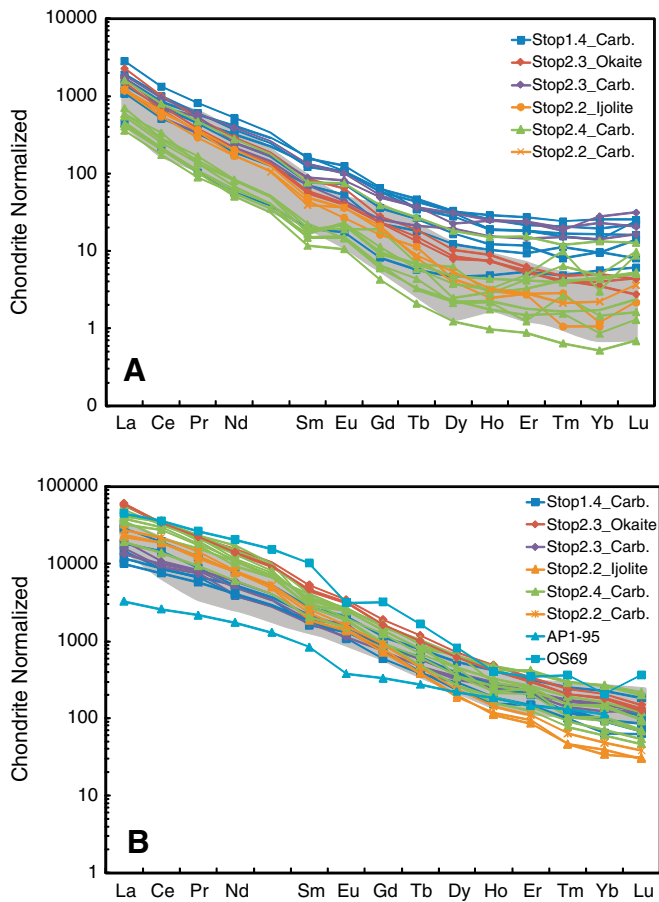 10000
1000
100
10
1
0
Chondrite Normalized
Stop1.4_Carb.
Stop2.3_Okaite
Stop2.3_Carb.
Stop2.2_Ijolite
Stop2.4_Carb.
Stop2.2_Carb.
A
La Ce Pr Nd Sm Eu Gd Tb Dy Ho Er Tm Yb Lu
100000
10000
1000
100
10
1
Chondrite Normalized
Stop1.4_Carb.
Stop2.3_Okaite
Stop2.3_Carb.
Stop2.2_Ijolite
Stop2.4_Carb.
Stop2.2_Carb.
AP1-95
OS69
B
La Ce Pr Nd Sm Eu Gd Tb Dy Ho Er Tm Yb Lu